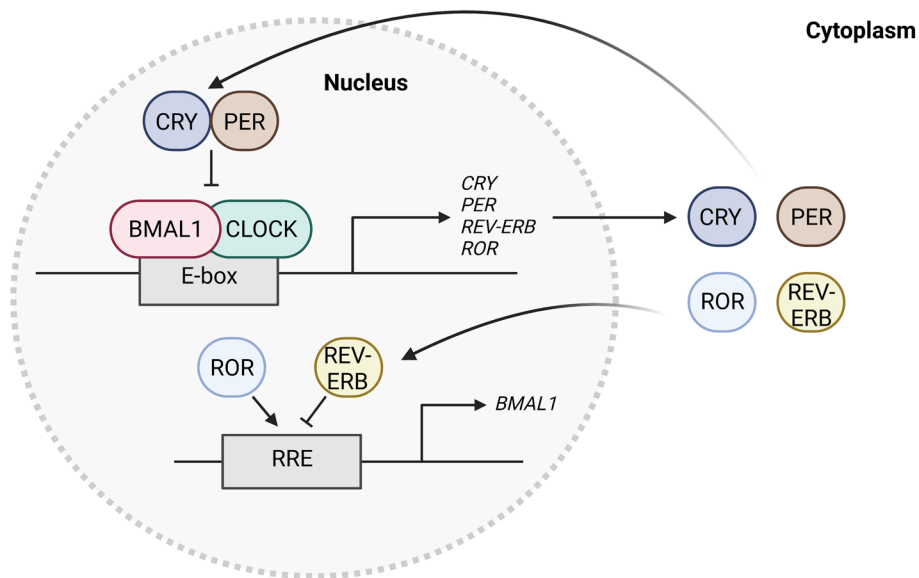 Cytoplasm
Nucleus
CRY
PER
CRY
PER
REV-ERB
ROR
BMAL1
CLOCK
E-box
CRY
PER
ROR
REV-
ERB
ROR
REV-
ERB
BMAL1
RRE